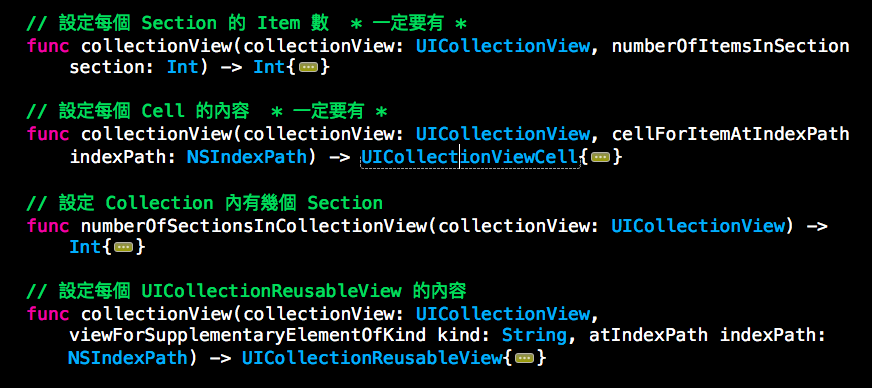 // 設定每個 Section 的 Item 數  * 一定要有 *
func collectionView(collectionView: UICollectionView, numberOfItemsInSection
section: Int) -> Int{...}
// 設定每個 Cell 的內容  * 一定要有 *
func collectionView(collectionView: UICollectionView, cellForItemAtIndexPath
indexPath: NSIndexPath) -> UICollectionViewCell{...}
// 設定 Collection 內有幾個 Section
func numberOfSectionsInCollectionView(collectionView: UICollectionView) ->
Int{...}
// 設定每個 UICollectionReusableView 的內容
func collectionView(collectionView: UICollectionView,
viewForSupplementaryElementOfKind kind: String, atIndexPath indexPath:
NSIndexPath) -> UICollectionReusableView{...}